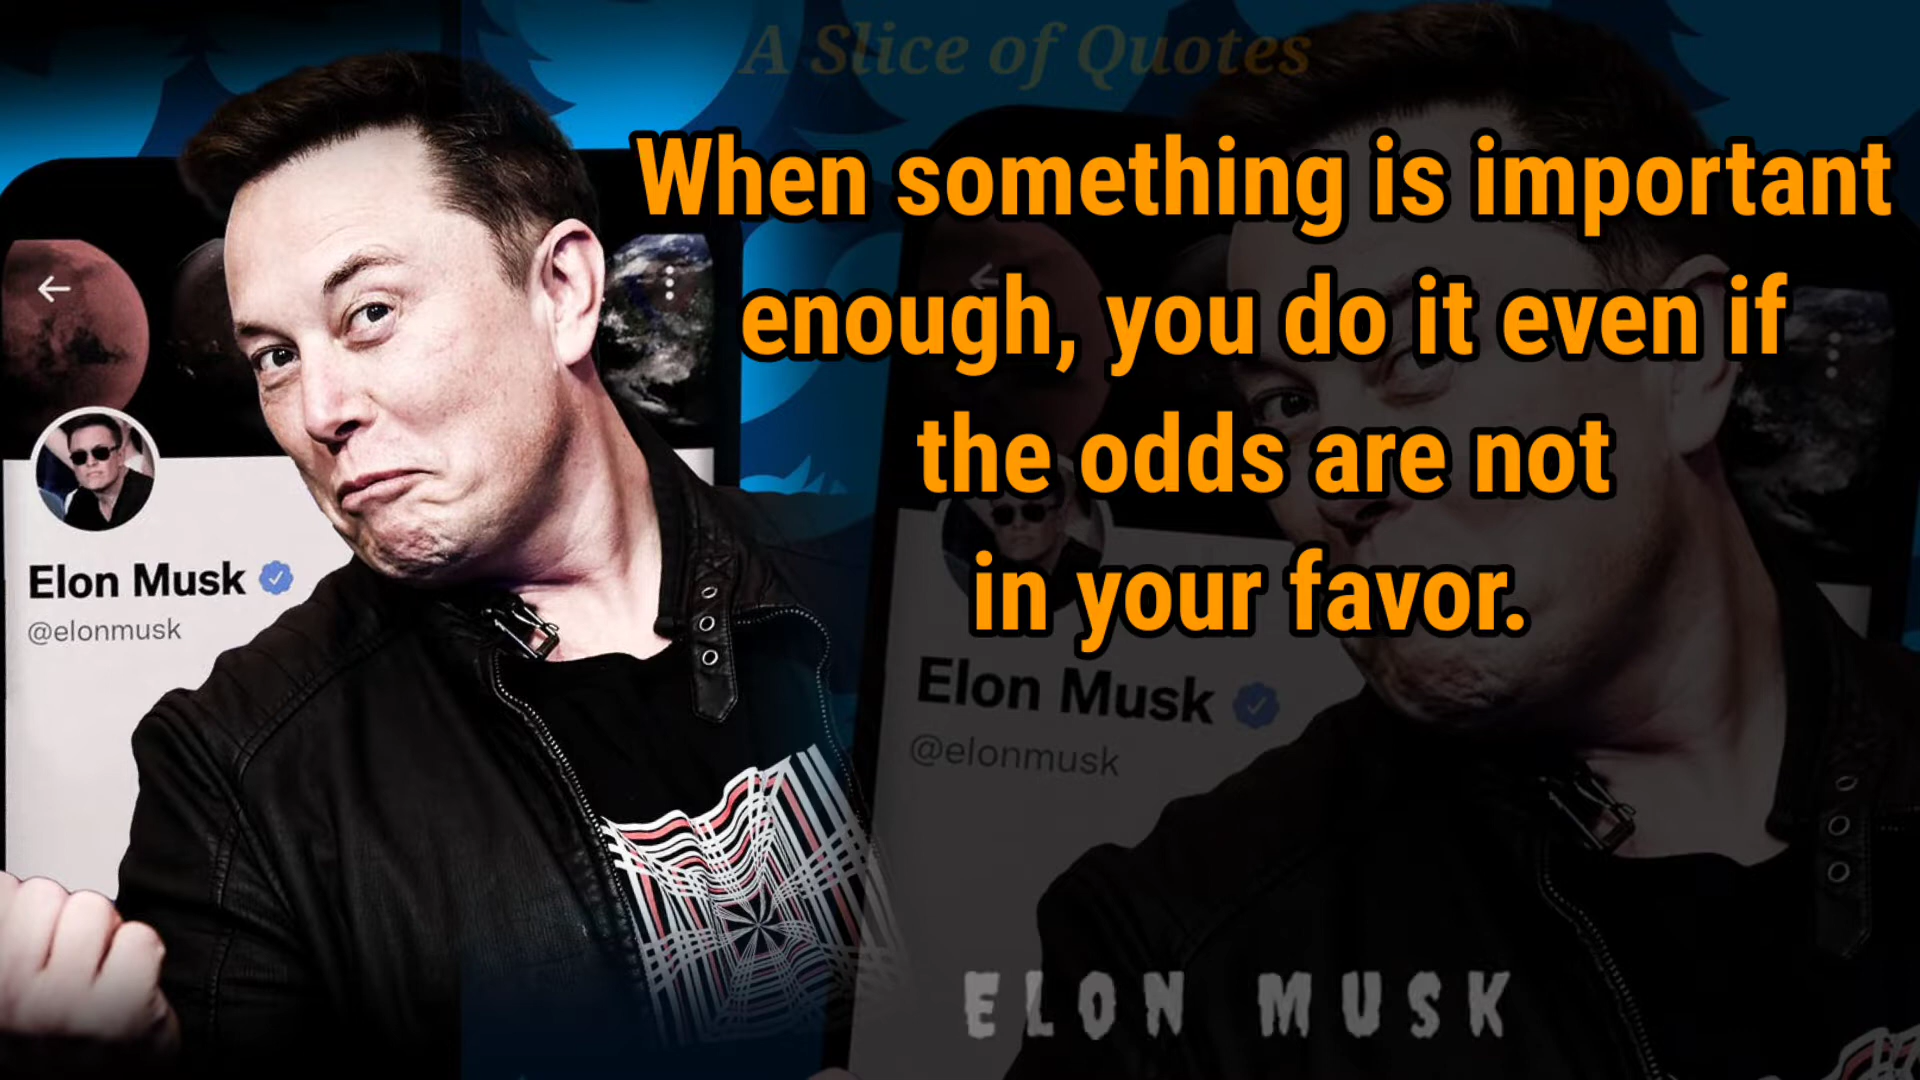 A Slice of Quotes
When something is important
enough, you do it even if
the odds are not
in your favor.
Elon Musk
@elonmusk
Elon Musk
@elonmusk
ELON MUSK